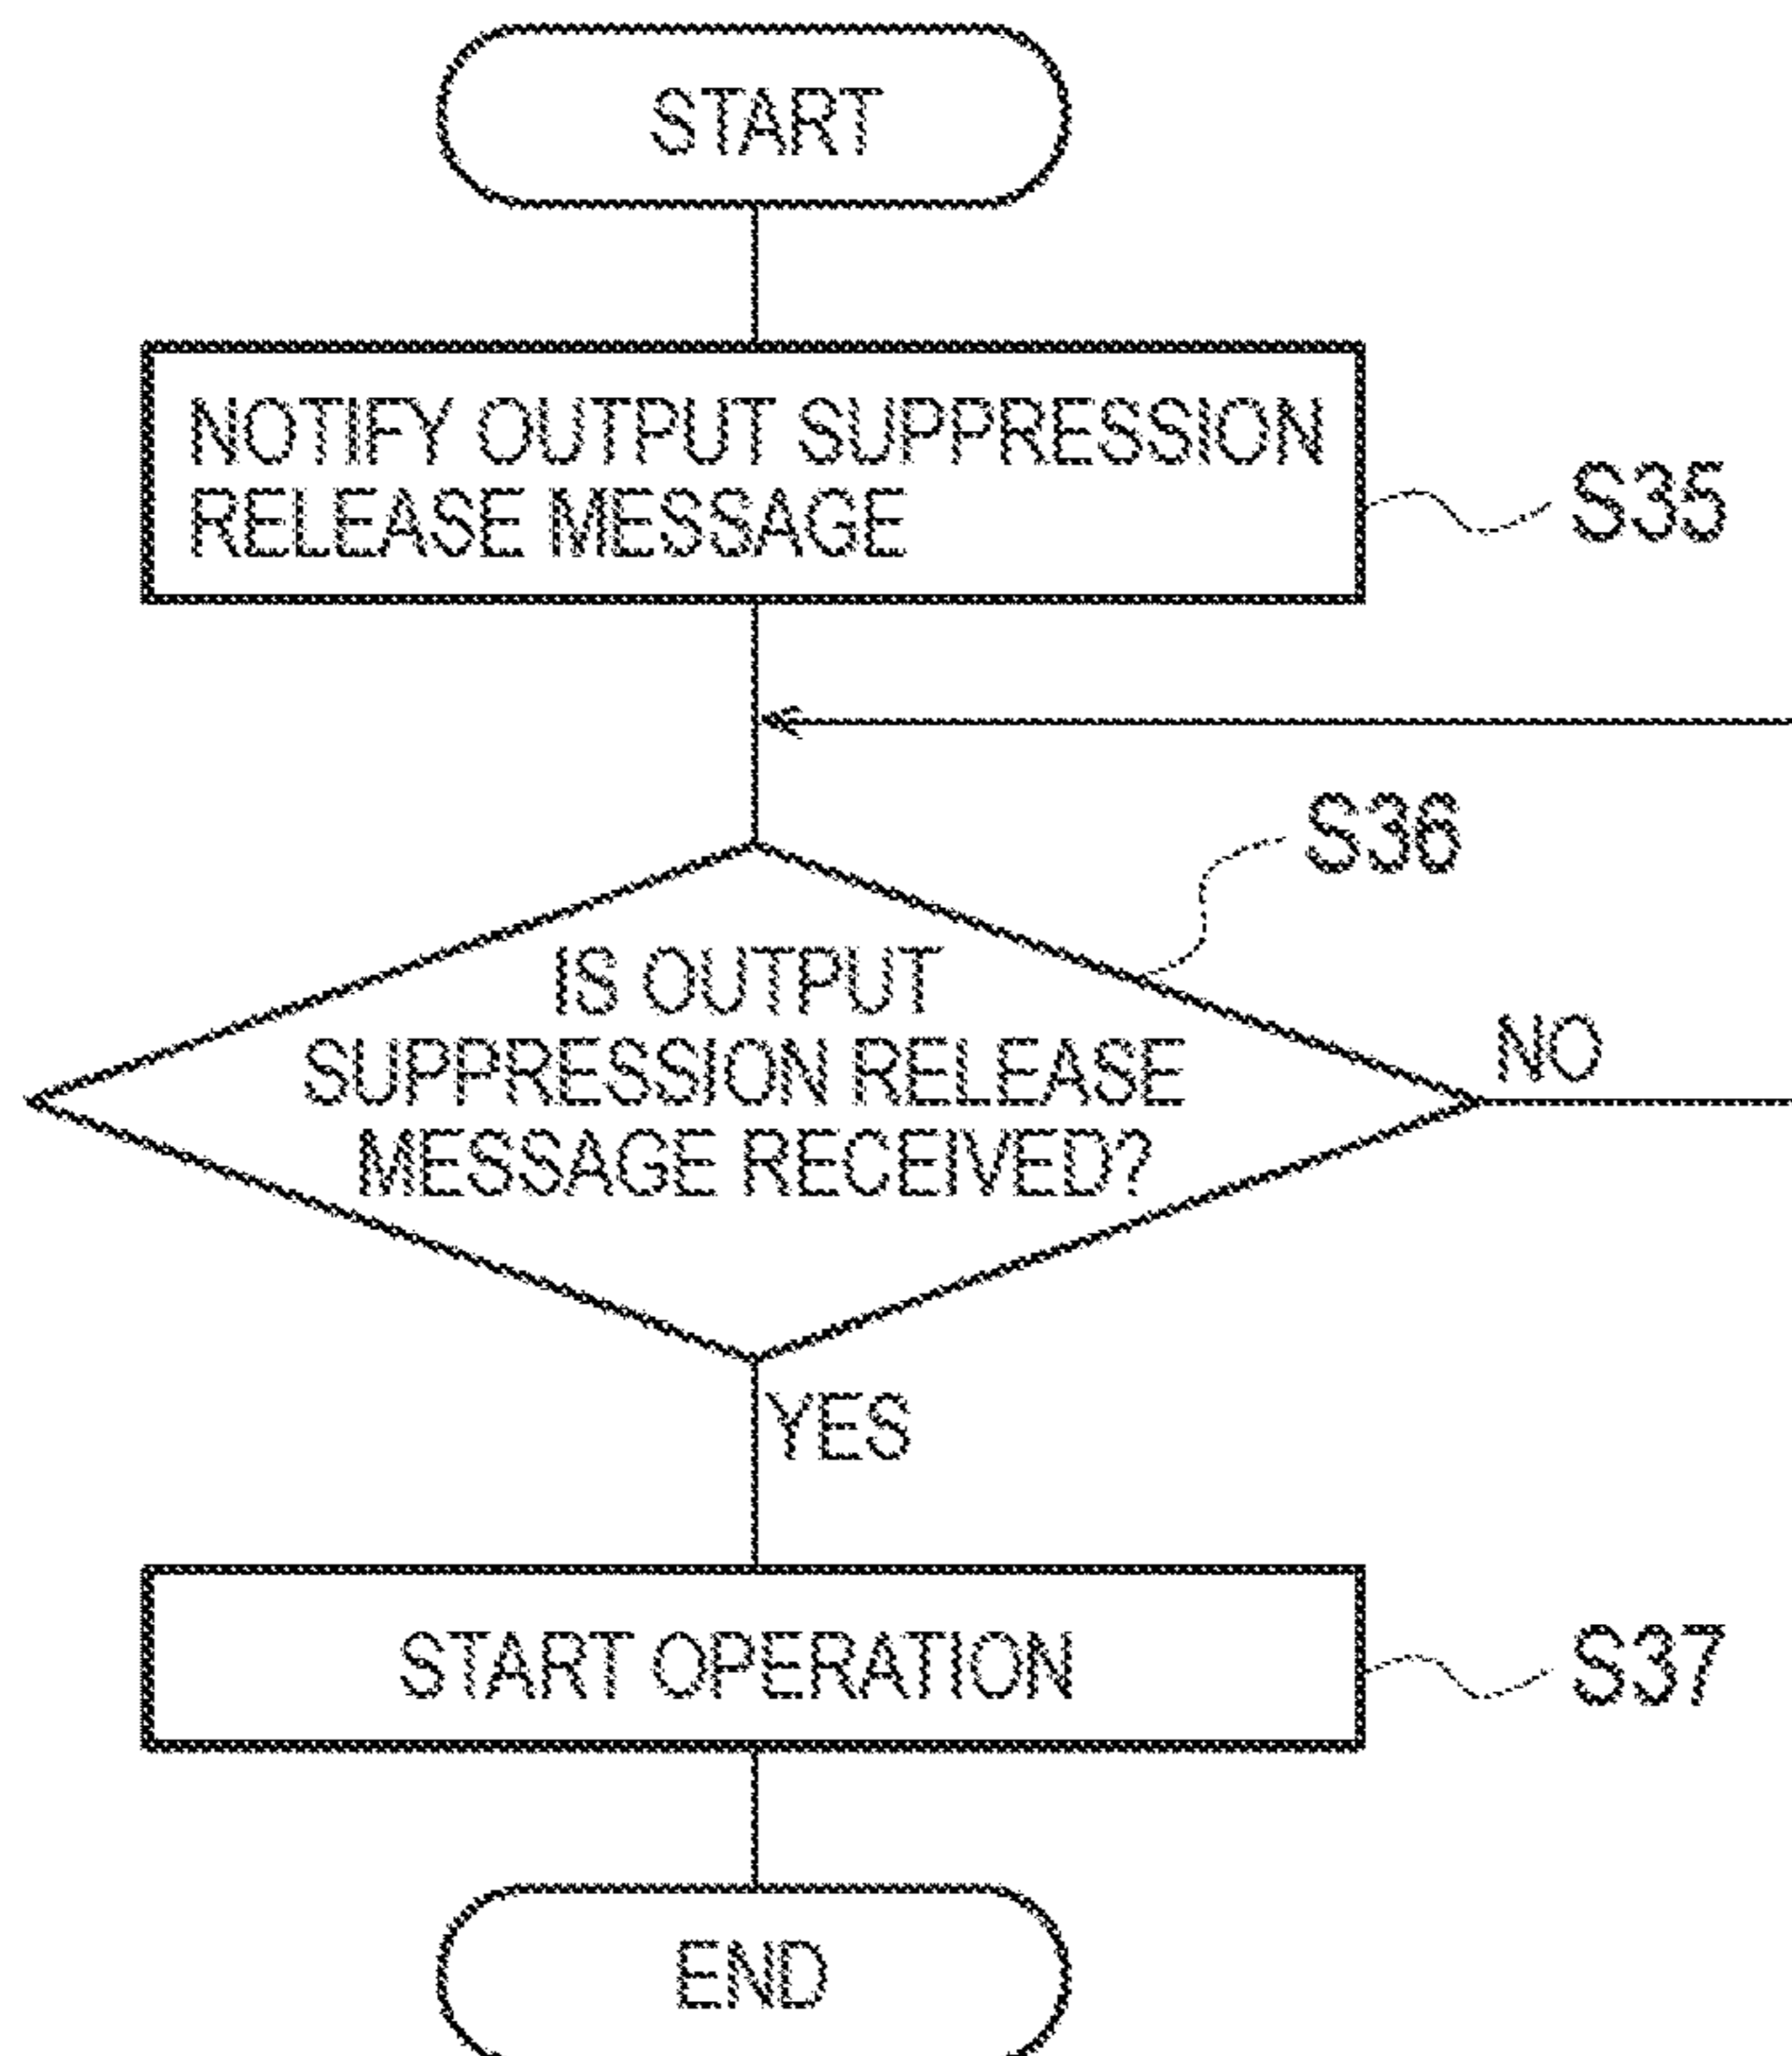 START
NOTIFY OUTPUT SUPPRESSION
RELEASE MESSAGE
S35
S36
IS OUTPUT
SUPPRESSION RELEASE
MESSAGE RECEIVED?
NO
YES
START OPERATION
S37
END